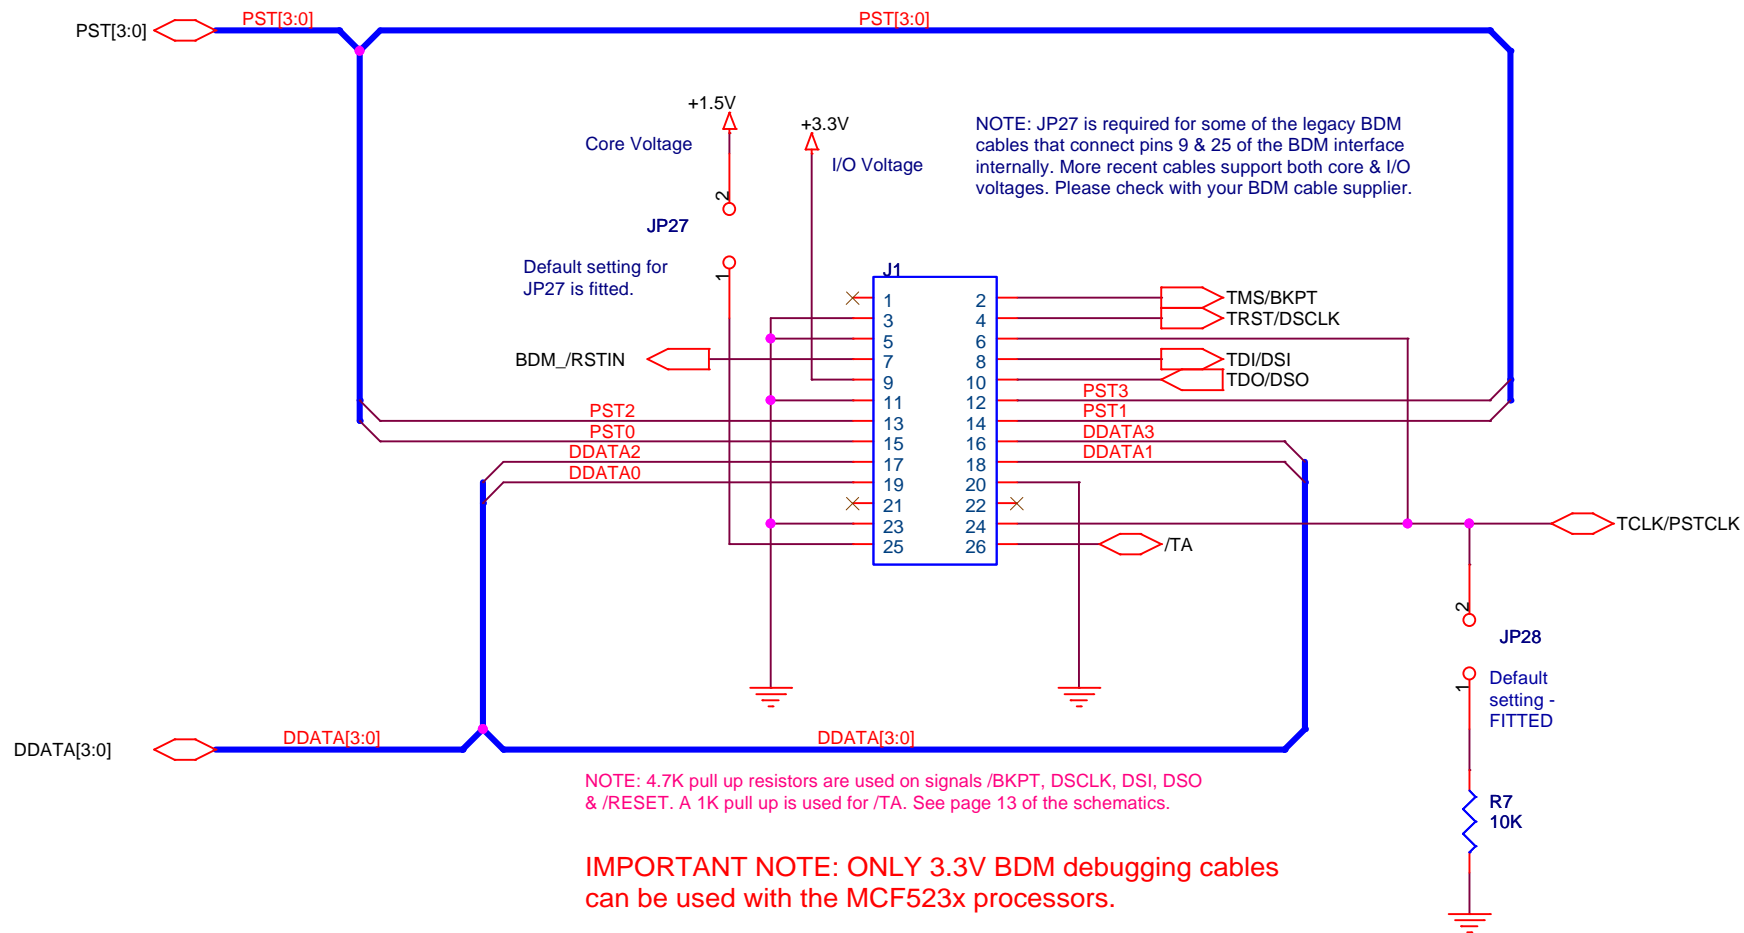 PST[3:0]
PST[3:0]
PST[3:0]
+1.5V
Core Voltage
+3.3V
I/O Voltage
NOTE: JP27 is required for some of the legacy BDM
cables that connect pins 9 & 25 of the BDM interface
internally. More recent cables support both core & I/O
voltages. Please check with your BDM cable supplier.
2
JP27
1
Default setting for
JP27 is fitted.
J1
1 2 TMS/BKPT
3 4 TRST/DSCLK
5 6
BDM_/RSTIN 7 8 TDI/DSI
9 10 TDO/DSO
11 12 PST3
PST2 13 14 PST1
PST0 15 16 DDATA3
DDATA2 17 18 DDATA1
DDATA0 19 20
21 22
23 24 TCLK/PSTCLK
25 26 /TA
2
JP28
1
Default
setting -
FITTED
DDATA[3:0]
DDATA[3:0]
DDATA[3:0]
NOTE: 4.7K pull up resistors are used on signals /BKPT, DSCLK, DSI, DSO
& /RESET. A 1K pull up is used for /TA. See page 13 of the schematics.
R7
10K
IMPORTANT NOTE: ONLY 3.3V BDM debugging cables
can be used with the MCF523x processors.